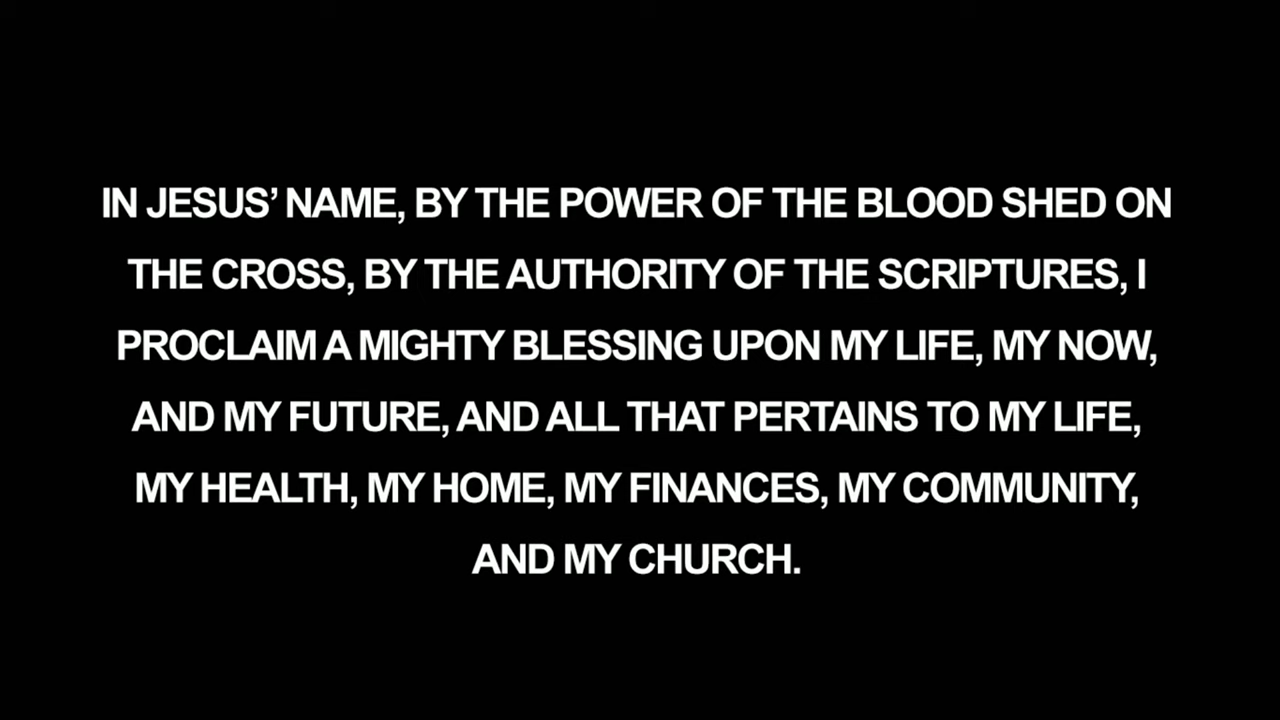 IN JESUS’ NAME, BY THE POWER OF THE BLOOD SHED ON
THE CROSS, BY THE AUTHORITY OF THE SCRIPTURES, I
PROCLAIM A MIGHTY BLESSING UPON MY LIFE, MY NOW,
AND MY FUTURE, AND ALL THAT PERTAINS TO MY LIFE,
MY HEALTH, MY HOME, MY FINANCES, MY COMMUNITY,
AND MY CHURCH.